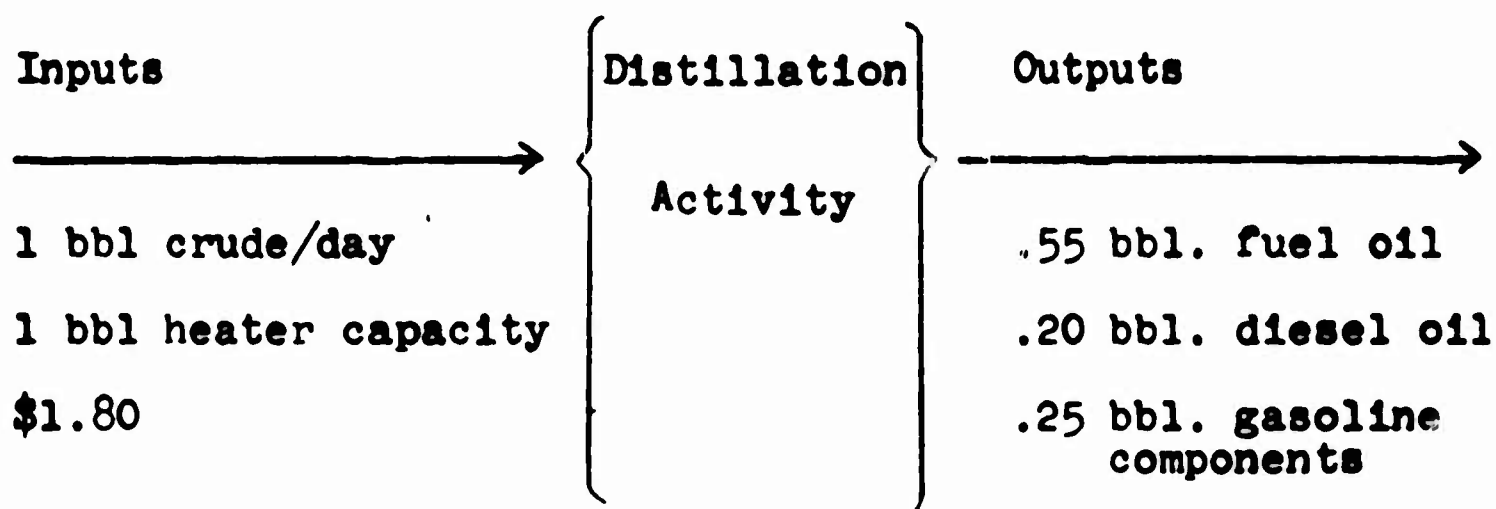 Inputs
Distillation
Activity
Outputs
1 bbl crude/day
1 bbl heater capacity
$1.80
.55 bbl. fuel oil
.20 bbl. diesel oil
.25 bbl. gasoline
components